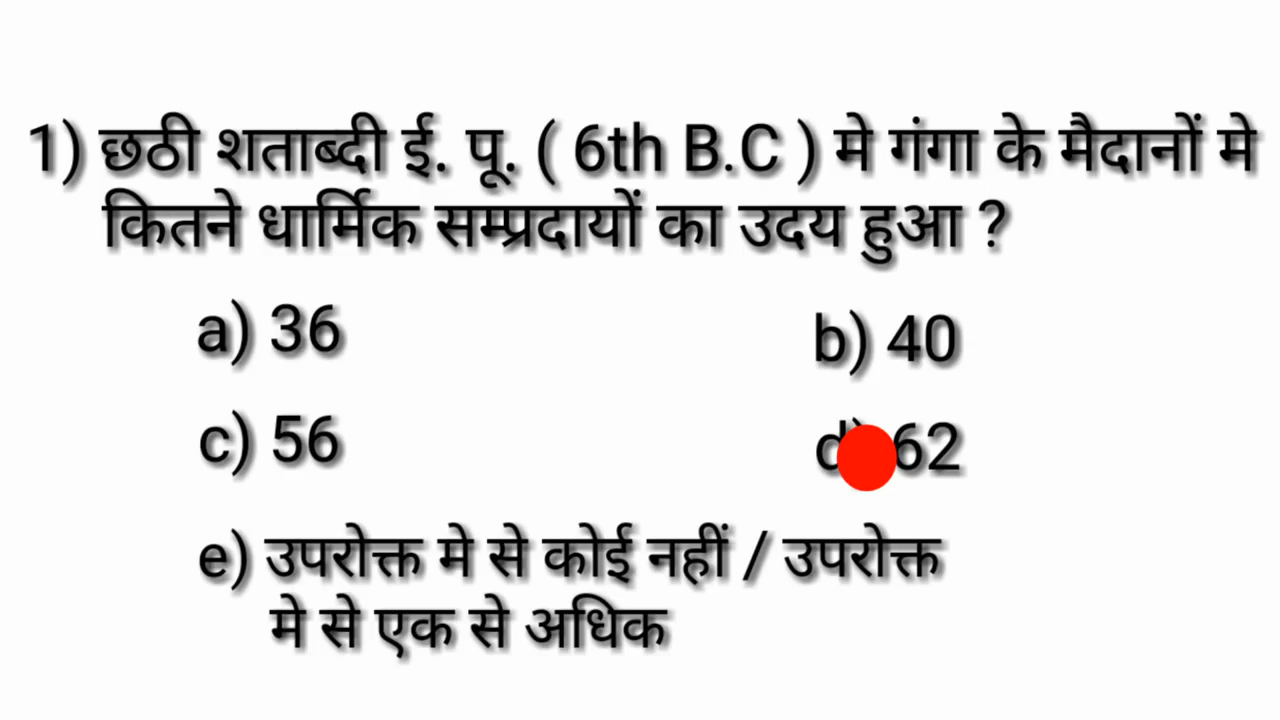 1) छठी शताब्दी ई. पू. ( 6th B.C ) मे गंगा के मैदानों मे
कितने धार्मिक सम्प्रदायों का उदय हुआ ?
a) 36
b) 40
c) 56
d) 62
e) उपरोक्त मे से कोई नहीं / उपरोक्त
मे से एक से अधिक